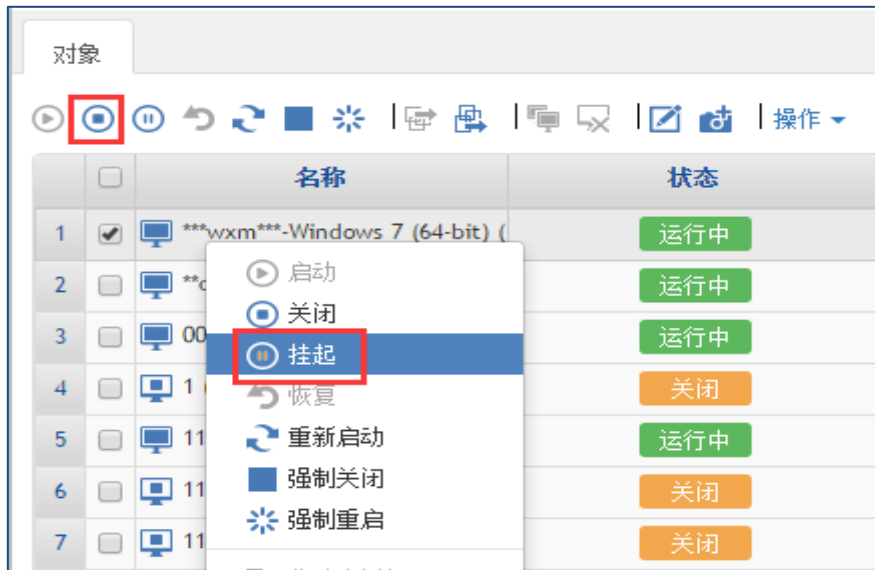 对象
操作
名称 状态
1 ***wxm***-Windows 7 (64-bit) ( 运行中
2 **c 运行中
3 00 运行中
4 1 关闭
5 11 运行中
6 11 关闭
7 11 关闭
启动
关闭
挂起
恢复
重新启动
强制关闭
强制重启